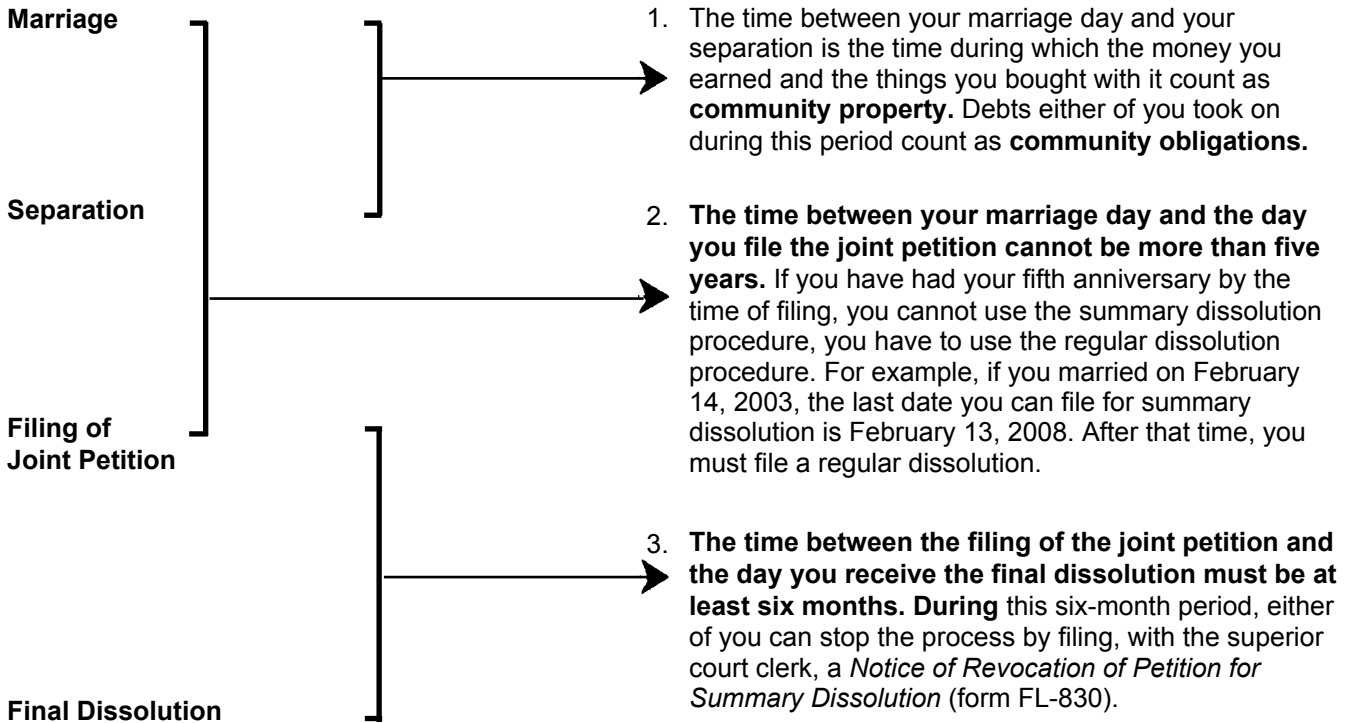 Marriage
1. The time between your marriage day and your
separation is the time during which the money you
earned and the things you bought with it count as
community property. Debts either of you took on
during this period count as community obligations.
Separation
2. The time between your marriage day and the day
you file the joint petition cannot be more than five
years. If you have had your fifth anniversary by the
time of filing, you cannot use the summary dissolution
procedure, you have to use the regular dissolution
procedure. For example, if you married on February
14, 2003, the last date you can file for summary
dissolution is February 13, 2008. After that time, you
must file a regular dissolution.
Filing of
Joint Petition
3. The time between the filing of the joint petition and
the day you receive the final dissolution must be at
least six months. During this six-month period, either
of you can stop the process by filing, with the superior
court clerk, a Notice of Revocation of Petition for
Summary Dissolution (form FL-830).
Final Dissolution